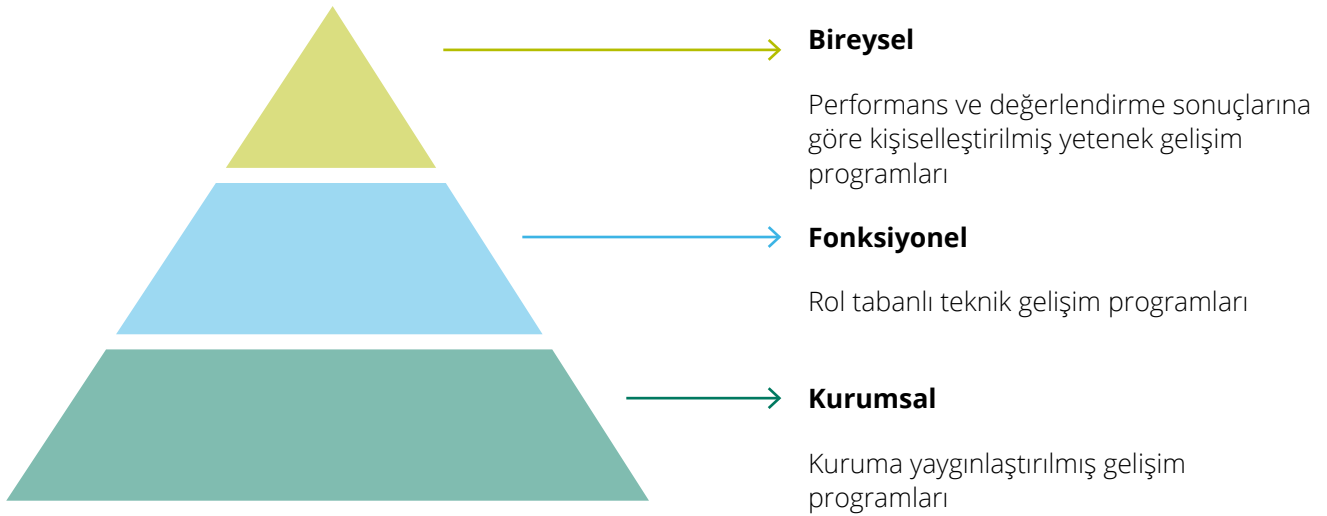 Bireysel
Performans ve değerlendirme sonuçlarına
göre kişiselleştirilmiş yetenek gelişim
programları
Fonksiyonel
Rol tabanlı teknik gelişim programları
Kurumsal
Kuruma yaygınlaştırılmış gelişim
programları